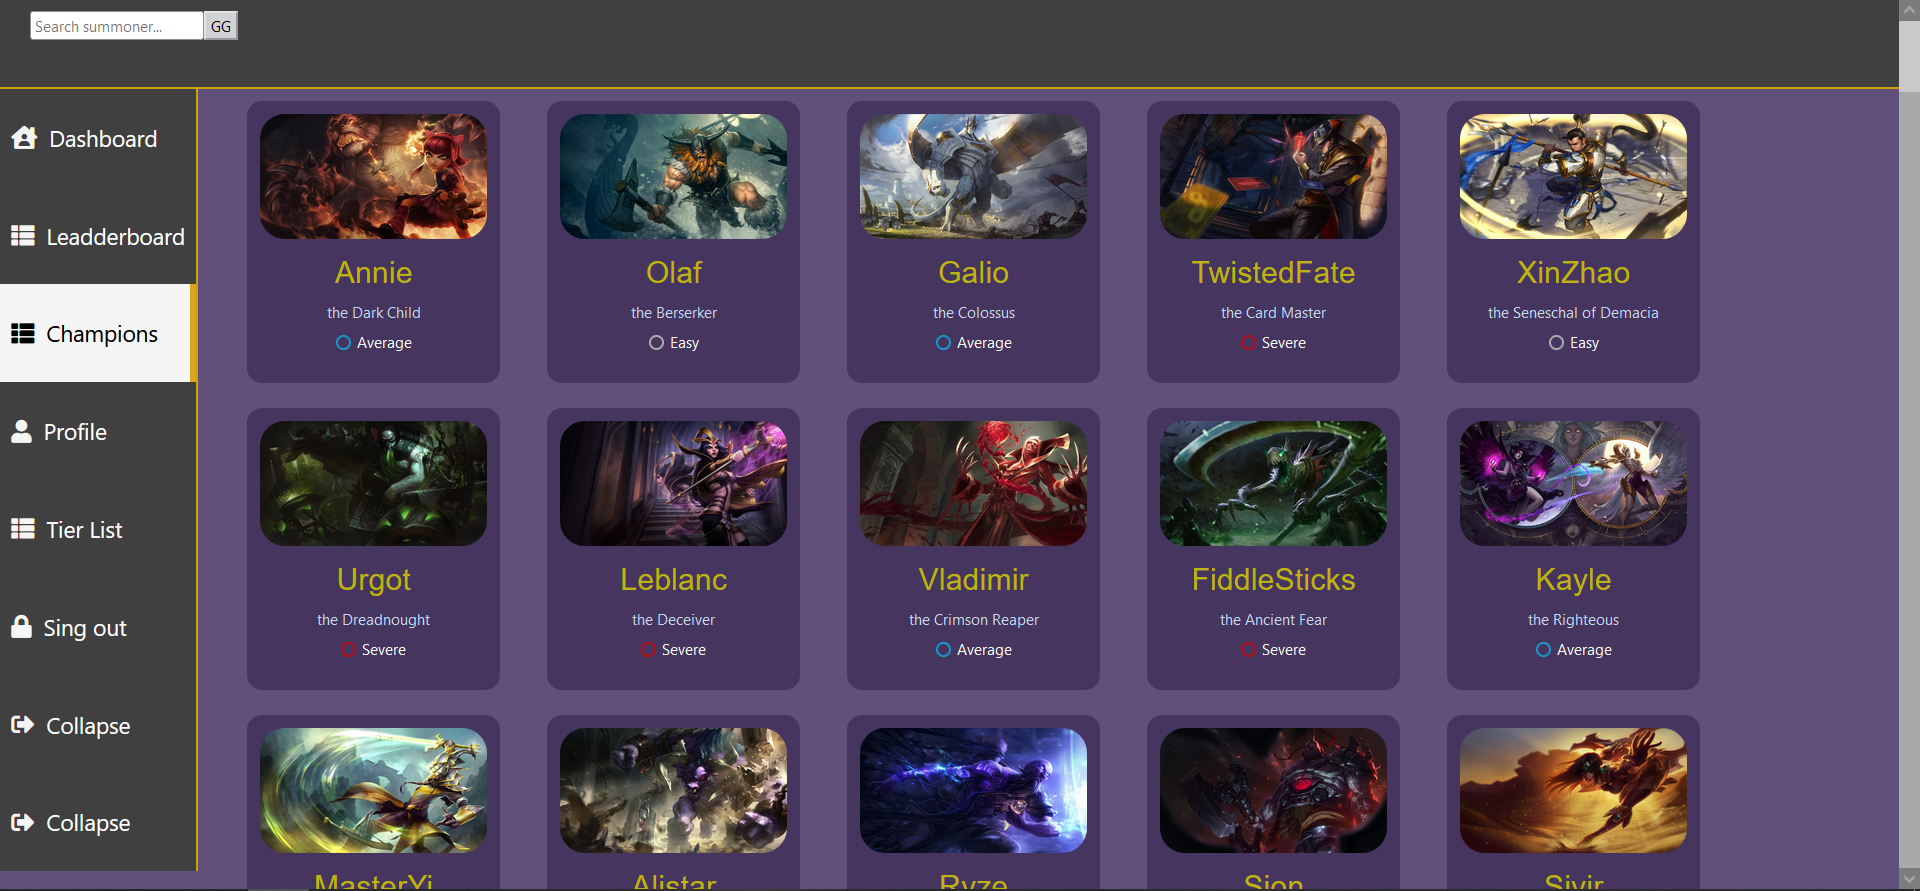 Search summoner... GG
Dashboard
Leadderboard
Champions
Profile
Tier List
Sing out
Collapse
Collapse
Annie
the Dark Child
Average
Olaf
the Berserker
Easy
Galio
the Colossus
Average
TwistedFate
the Card Master
Severe
XinZhao
the Seneschal of Demacia
Easy
Urgot
the Dreadnought
Severe
Leblanc
the Deceiver
Severe
Vladimir
the Crimson Reaper
Average
FiddleSticks
the Ancient Fear
Severe
Kayle
the Righteous
Average
MasterYi
Alistar
Ryze
Sion
Sivir